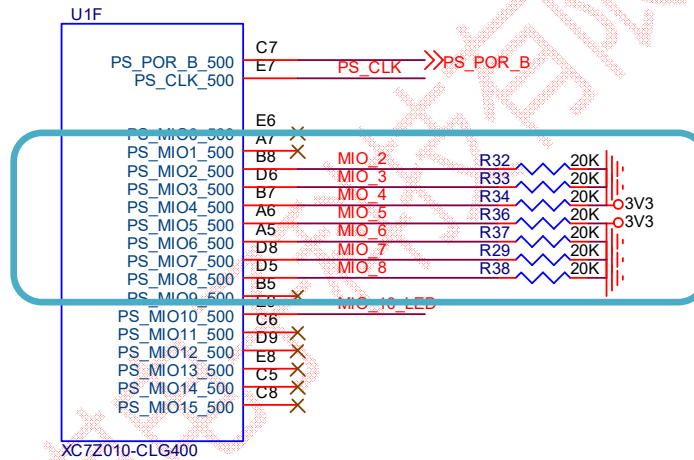 U1F
PS_POR_B_500 C7 PS_POR_B
PS_CLK_500 E7 PS_CLK
PS_MIO0_500 E6
PS_MIO1_500 A7
PS_MIO2_500 B8 MIO_2 R32 20K
PS_MIO3_500 D6 MIO_3 R33 20K
PS_MIO4_500 B7 MIO_4 R34 20K 3V3
PS_MIO5_500 A6 MIO_5 R36 20K 3V3
PS_MIO6_500 A5 MIO_6 R37 20K
PS_MIO7_500 D8 MIO_7 R29 20K
PS_MIO8_500 D5 MIO_8 R38 20K
PS_MIO9_500 B5
PS_MIO10_500 E9 MIO_10_LED
PS_MIO11_500 C6
PS_MIO12_500 D9
PS_MIO13_500 E8
PS_MIO14_500 C5
PS_MIO15_500 C8
XC7Z010-CLG400